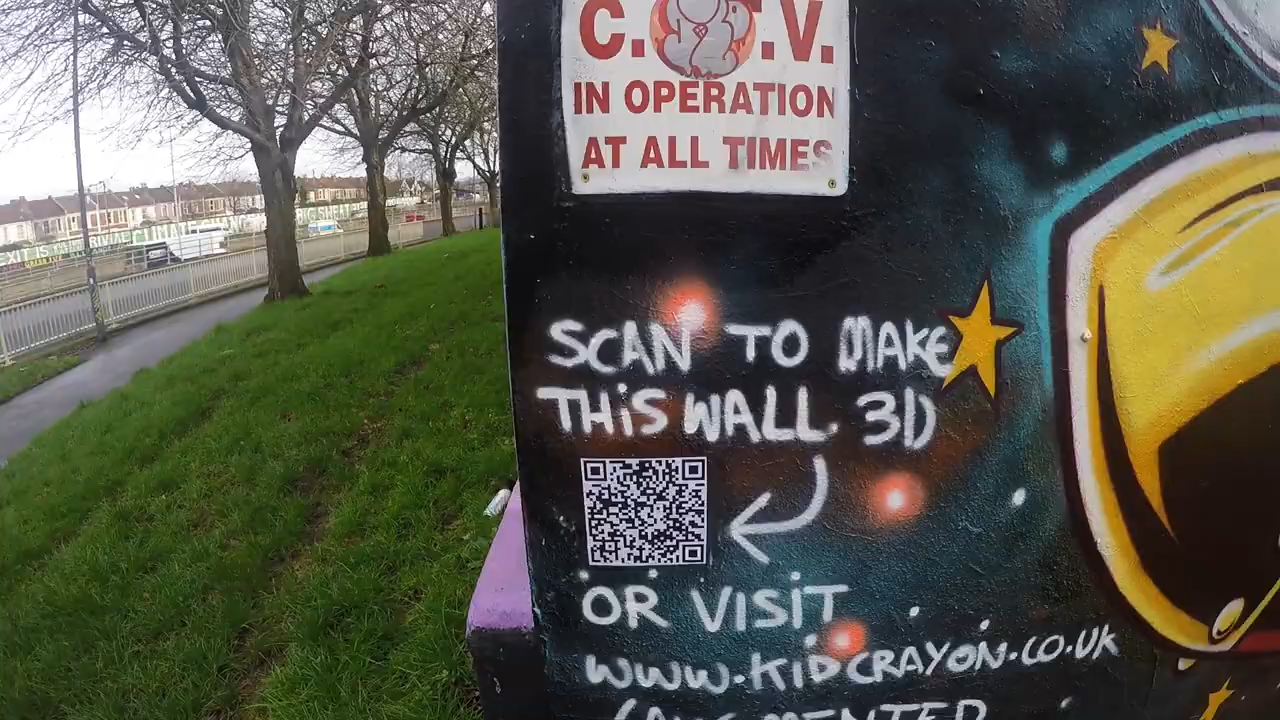 C. .V.
IN OPERATION
AT ALL TIMES
SCAN TO MAKE
THIS WALL 3D
OR VISIT
WWW.KIDCRAYON.CO.UK